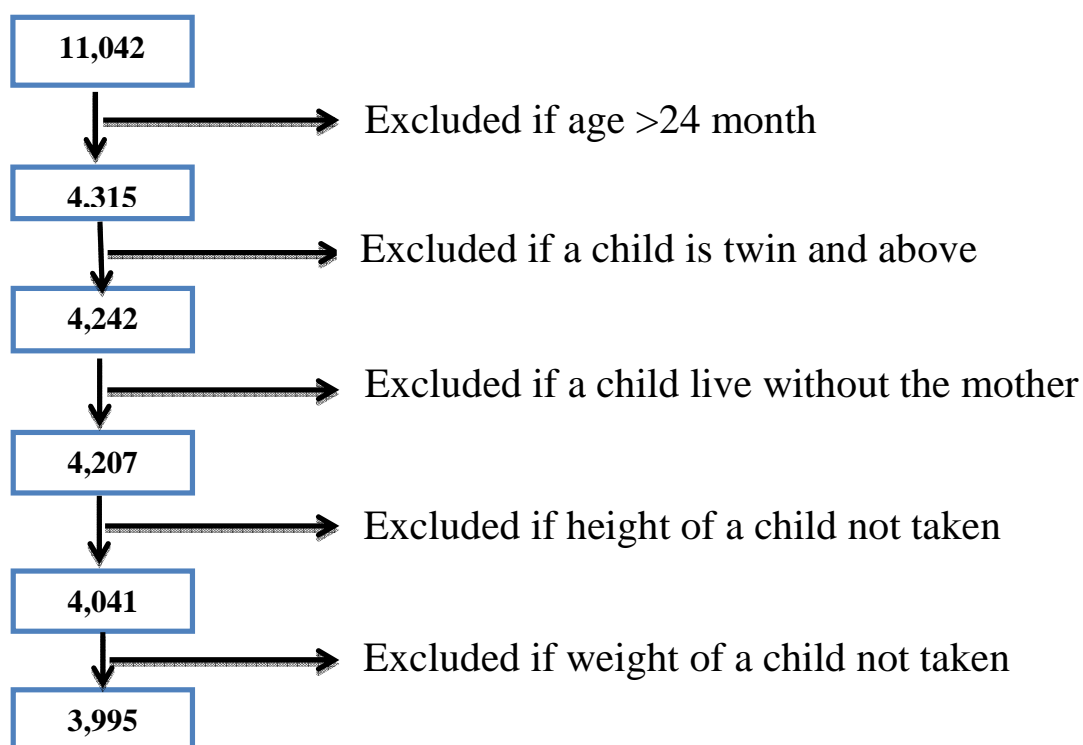 11,042
Excluded if age >24 month
4,315
Excluded if a child is twin and above
4,242
Excluded if a child live without the mother
4,207
Excluded if height of a child not taken
4,041
Excluded if weight of a child not taken
3,995